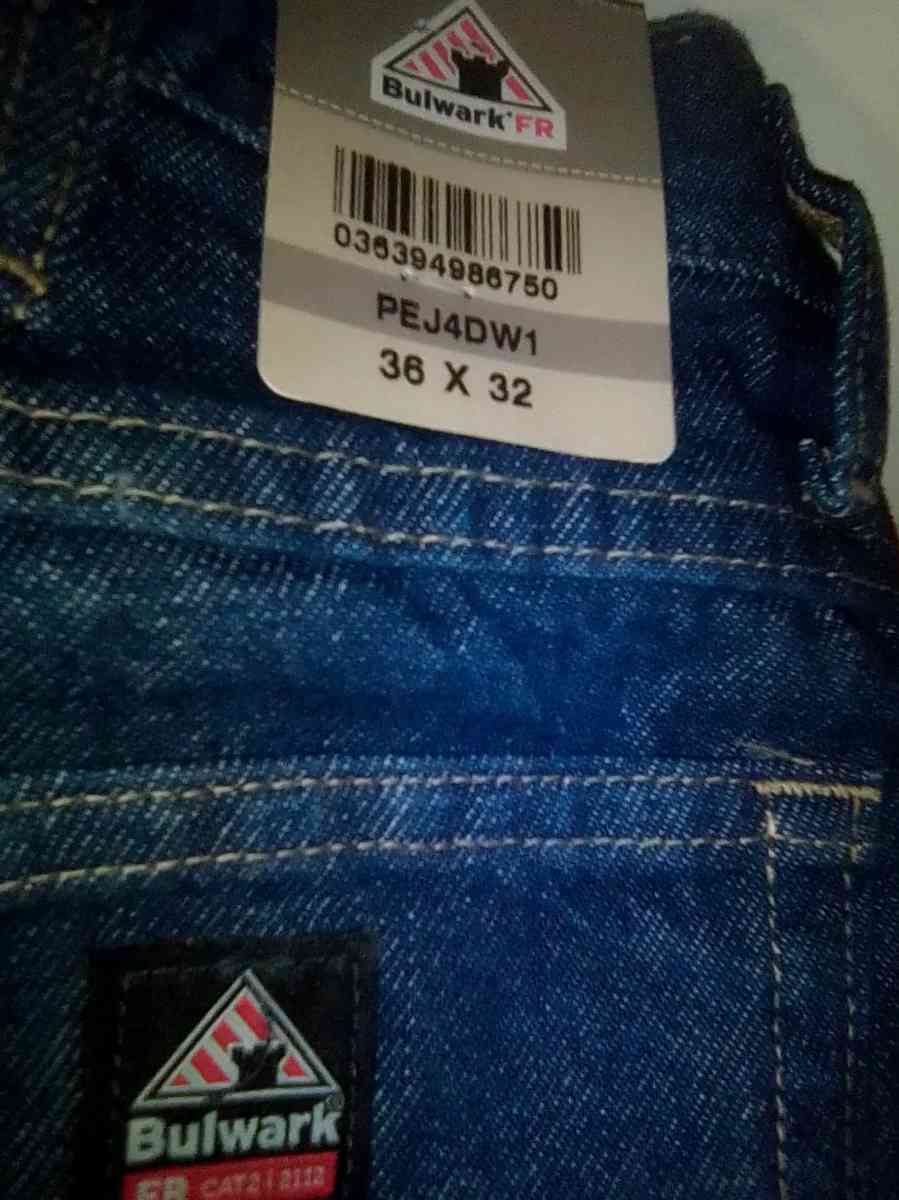 Bulwark FR
036394986750
PEJ4DW1
36 X 32
Bulwark®
FR CAT2 | 2112